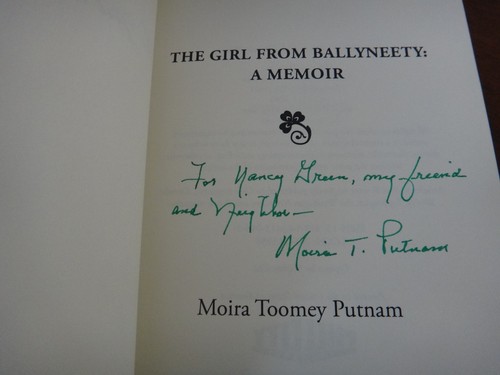 THE GIRL FROM BALLYNEETY:
A MEMOIR
For Nancy Green, my friend
and Neighbor—
Moira T. Putnam
Moira Toomey Putnam